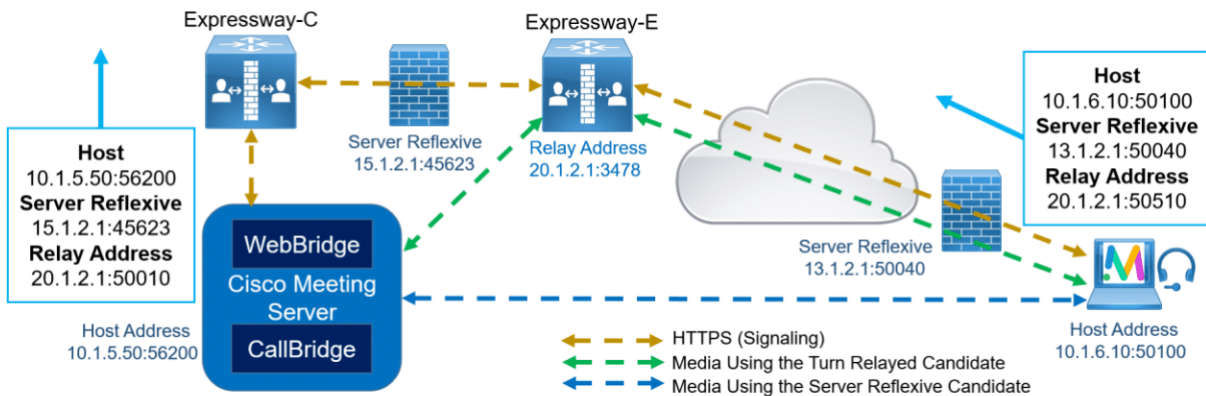 Expressway-C
Expressway-E
Host
10.1.5.50:56200
Server Reflexive
15.1.2.1:45623
Relay Address
20.1.2.1:50010
Server Reflexive
15.1.2.1:45623
Relay Address
20.1.2.1:3478
Host
10.1.6.10:50100
Server Reflexive
13.1.2.1:50040
Relay Address
20.1.2.1:50510
WebBridge
Cisco Meeting
Server
CallBridge
Host Address
10.1.5.50:56200
Server Reflexive
13.1.2.1:50040
Host Address
10.1.6.10:50100
HTTPS (Signaling)
Media Using the Turn Relayed Candidate
Media Using the Server Reflexive Candidate